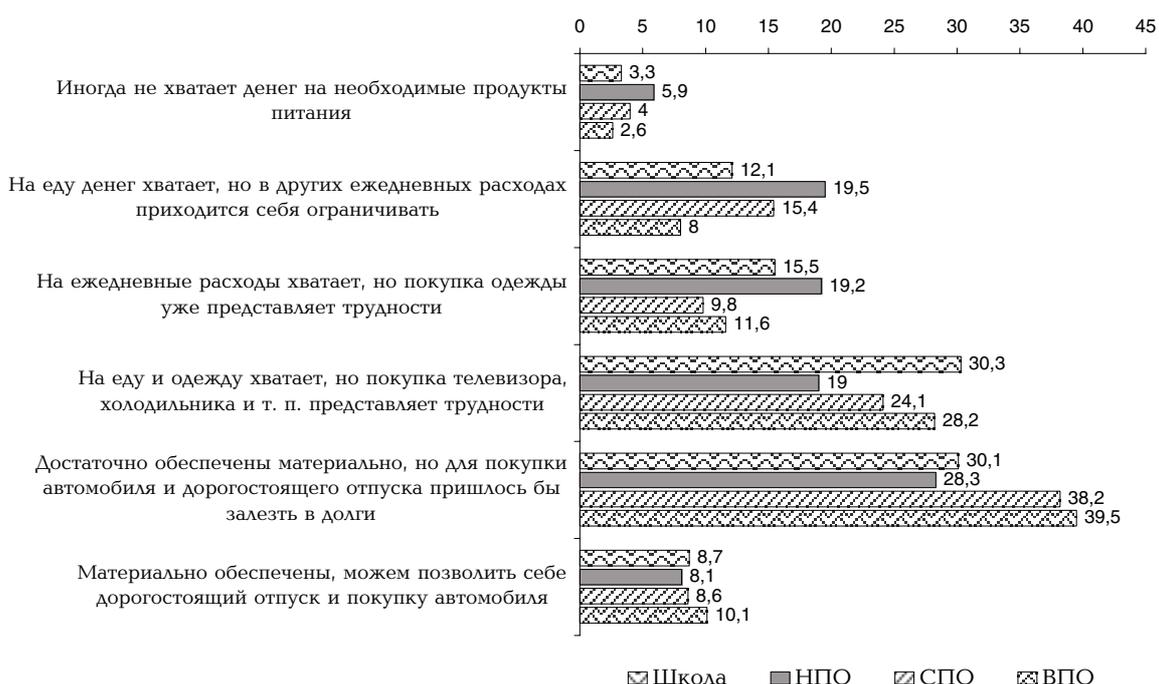 0 5 10 15 20 25 30 35 40 45
Иногда не хватает денег на необходимые продукты
питания
3,3
5,9
4
2,6
На еду денег хватает, но в других ежедневных расходах
приходится себя ограничивать
12,1
19,5
15,4
8
На ежедневные расходы хватает, но покупка одежды
уже представляет трудности
15,5
19,2
9,8
11,6
На еду и одежду хватает, но покупка телевизора,
холодильника и т. п. представляет трудности
30,3
19
24,1
28,2
Достаточно обеспечены материально, но для покупки
автомобиля и дорогостоящего отпуска пришлось бы
залезть в долги
30,1
28,3
38,2
39,5
Материально обеспечены, можем позволить себе
дорогостоящий отпуск и покупку автомобиля
8,7
8,1
8,6
10,1
Школа НПО СПО ВПО